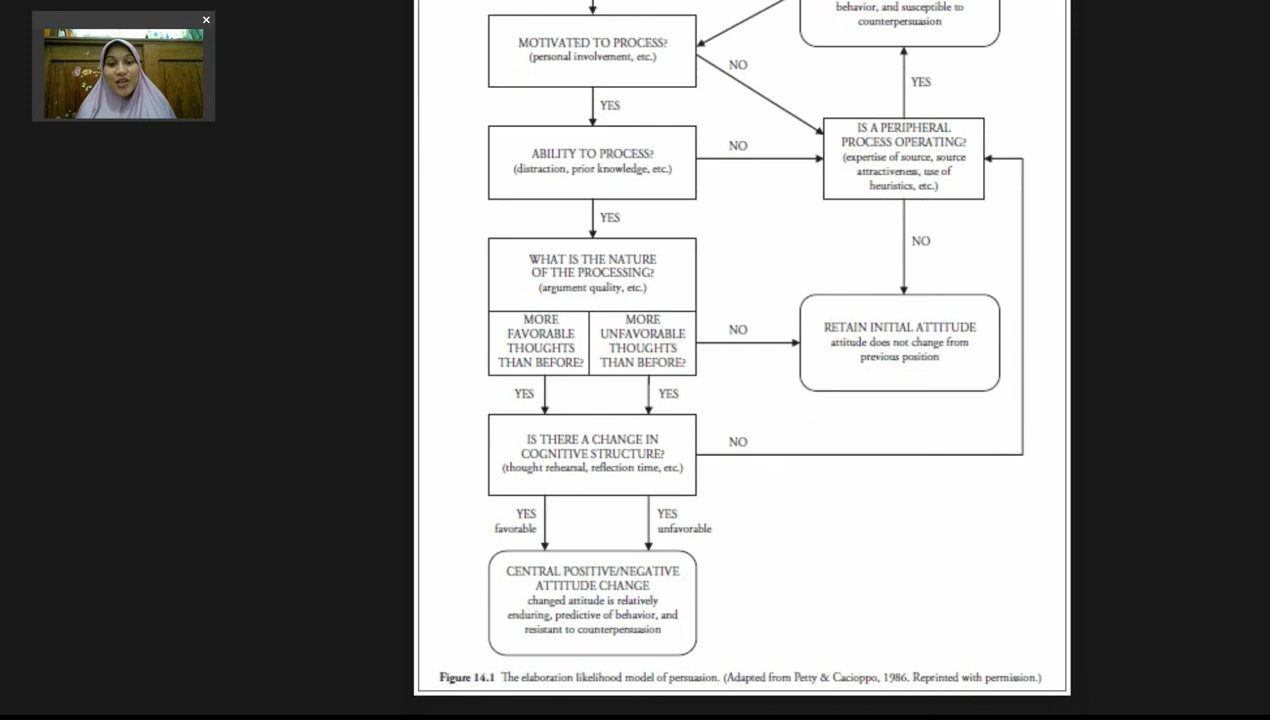 behavior, and susceptible to
counterpersuasion
MOTIVATED TO PROCESS?
(personal involvement, etc.)
NO
YES
YES
IS A PERIPHERAL
PROCESS OPERATING?
(expertise of source, source
attractiveness, use of
heuristics, etc.)
ABILITY TO PROCESS?
(distraction, prior knowledge, etc.)
NO
YES
NO
WHAT IS THE NATURE
OF THE PROCESSING?
(argument quality, etc.)
MORE
FAVORABLE
THOUGHTS
THAN BEFORE?
MORE
UNFAVORABLE
THOUGHTS
THAN BEFORE?
NO
RETAIN INITIAL ATTITUDE
attitude does not change from
previous position
YES
YES
IS THERE A CHANGE IN
COGNITIVE STRUCTURE?
(thought rehearsal, reflection time, etc.)
NO
YES
favorable
YES
unfavorable
CENTRAL POSITIVE/NEGATIVE
ATTITUDE CHANGE
changed attitude is relatively
enduring, predictive of behavior, and
resistant to counterpersuasion
Figure 14.1 The elaboration likelihood model of persuasion. (Adapted from Petty & Cacioppo, 1986. Reprinted with permission.)